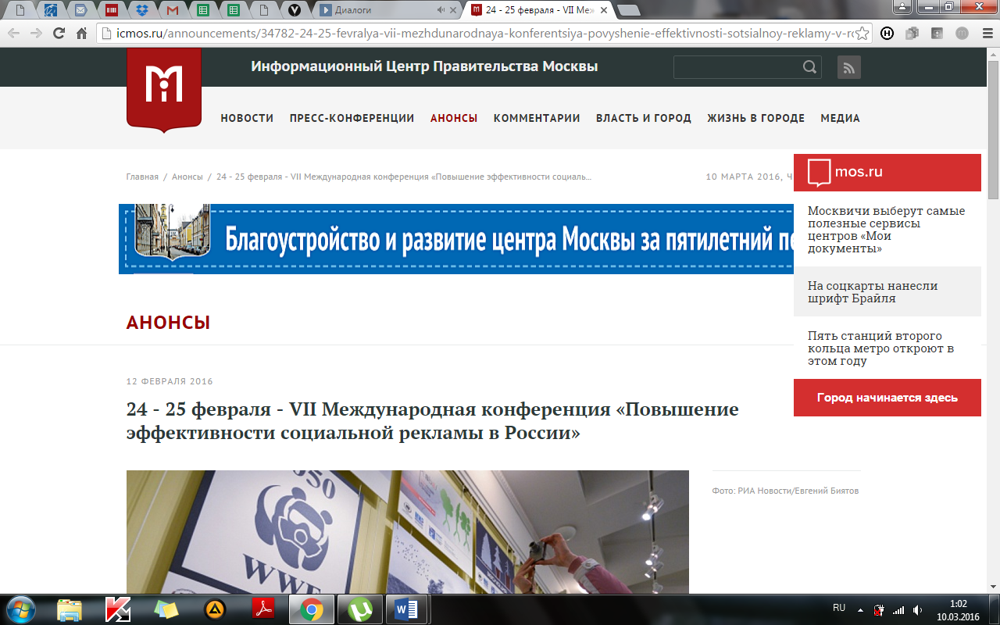 Диалоги
24 - 25 февраля - VII Меж
icmos.ru/announcements/34782-24-25-fevralya-vii-mezhdunarodnaya-konferentsiya-povyshenie-effektivnosti-sotsialnoy-reklamy-v-ro
Информационный Центр Правительства Москвы
НОВОСТИ ПРЕСС-КОНФЕРЕНЦИИ АНОНСЫ КОММЕНТАРИИ ВЛАСТЬ И ГОРОД ЖИЗНЬ В ГОРОДЕ МЕДИА
Главная / Анонсы / 24 - 25 февраля - VII Международная конференция «Повышение эффективности социаль...
10 МАРТА 2016, Ч
mos.ru
Москвичи выберут самые
полезные сервисы
центров «Мои
документы»
На соцкарты нанесли
шрифт Брайля
Пять станций второго
кольца метро откроют в
этом году
Город начинается здесь
Благоустройство и развитие центра Москвы за пятилетний пе
АНОНСЫ
12 ФЕВРАЛЯ 2016
24 - 25 февраля - VII Международная конференция «Повышение
эффективности социальной рекламы в России»
Фото: РИА Новости/Евгений Биятов
WWF
RU
1:02
10.03.2016